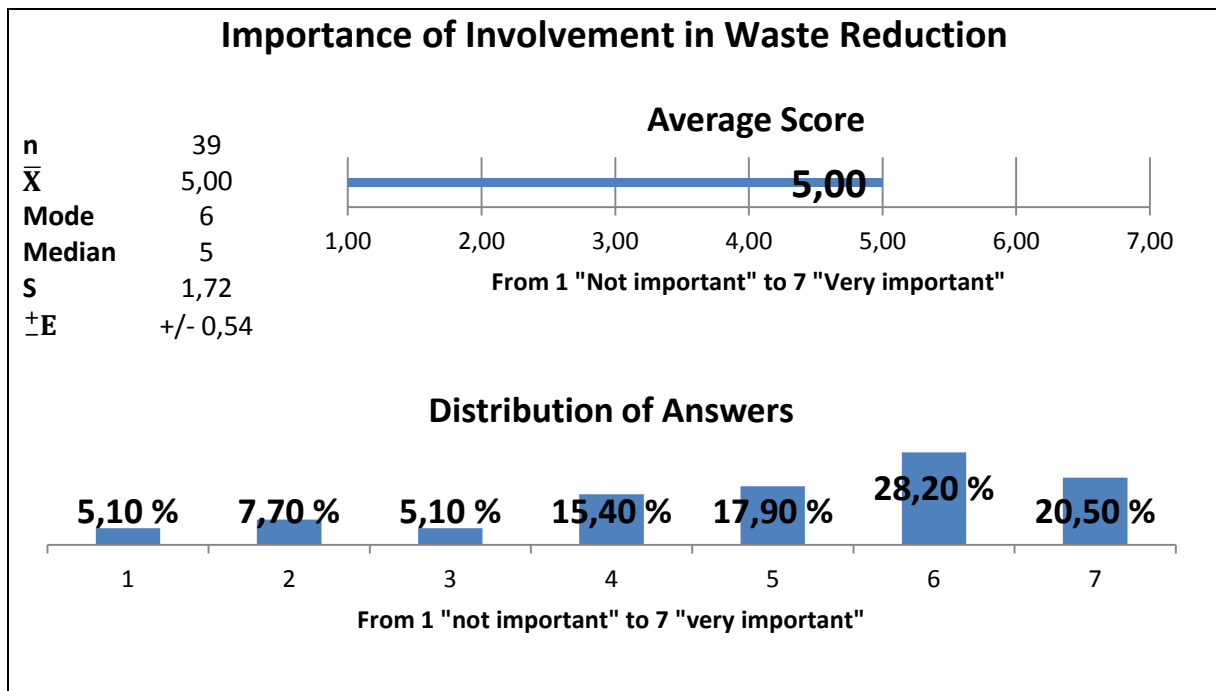 Importance of Involvement in Waste Reduction
n 39
X̅ 5,00
Mode 6
Median 5
S 1,72
±E +/- 0,54
Average Score
5,00
1,00 2,00 3,00 4,00 5,00 6,00 7,00
From 1 "Not important" to 7 "Very important"
Distribution of Answers
5,10 % 7,70 % 5,10 % 15,40 % 17,90 % 28,20 % 20,50 %
1 2 3 4 5 6 7
From 1 "not important" to 7 "very important"